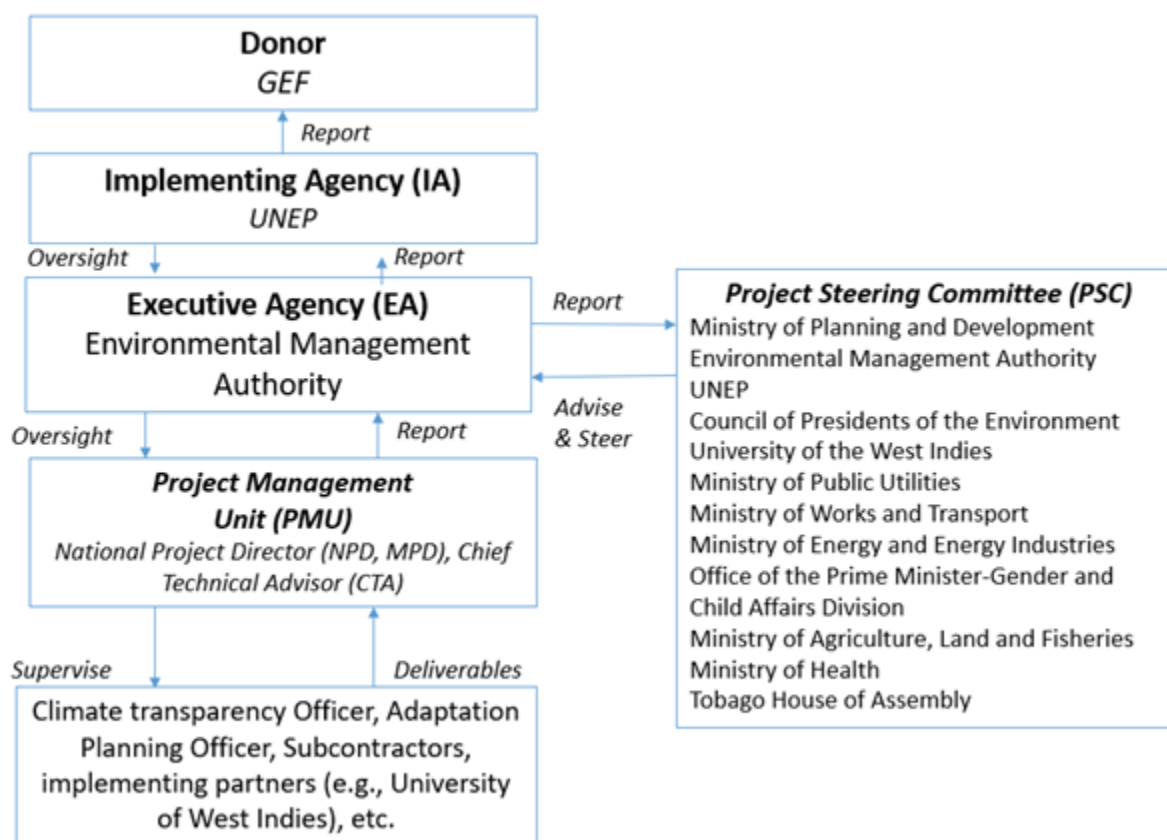 Donor
GEF
Report
Implementing Agency (IA)
UNEP
Oversight
Report
Executive Agency (EA)
Environmental Management
Authority
Report
Advise
& Steer
Project Steering Committee (PSC)
Ministry of Planning and Development
Environmental Management Authority
UNEP
Council of Presidents of the Environment
University of the West Indies
Ministry of Public Utilities
Ministry of Works and Transport
Ministry of Energy and Energy Industries
Office of the Prime Minister-Gender and
Child Affairs Division
Ministry of Agriculture, Land and Fisheries
Ministry of Health
Tobago House of Assembly
Oversight
Report
Project Management
Unit (PMU)
National Project Director (NPD, MPD), Chief
Technical Advisor (CTA)
Supervise
Deliverables
Climate transparency Officer, Adaptation
Planning Officer, Subcontractors,
implementing partners (e.g., University
of West Indies), etc.